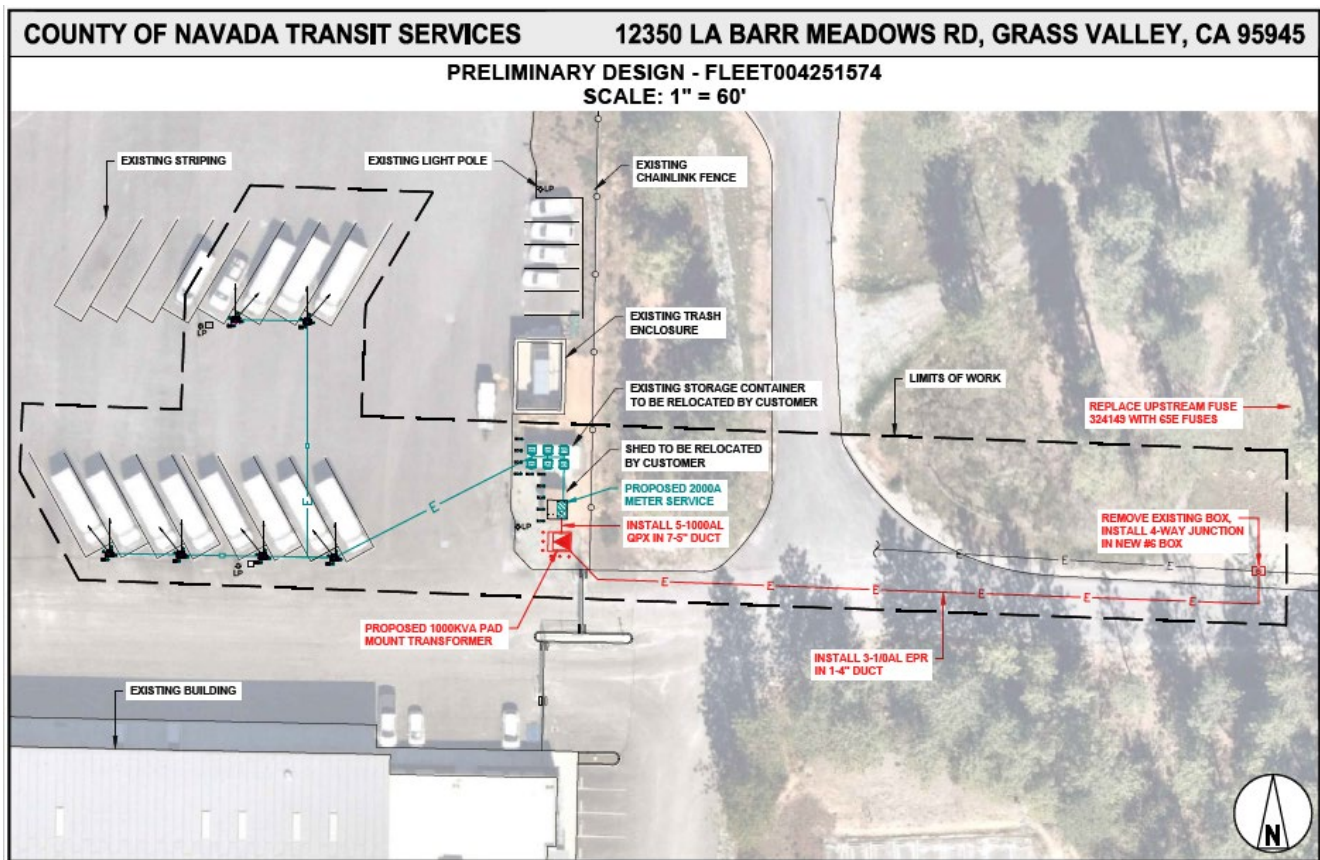 COUNTY OF NAVADA TRANSIT SERVICES 12350 LA BARR MEADOWS RD, GRASS VALLEY, CA 95945
PRELIMINARY DESIGN - FLEET004251574
SCALE: 1" = 60'
EXISTING STRIPING
EXISTING LIGHT POLE
LP
EXISTING
CHAINLINK FENCE
LP
EXISTING TRASH
ENCLOSURE
EXISTING STORAGE CONTAINER
TO BE RELOCATED BY CUSTOMER
LIMITS OF WORK
REPLACE UPSTREAM FUSE
324149 WITH 65E FUSES
SHED TO BE RELOCATED
BY CUSTOMER
PROPOSED 2000A
METER SERVICE
E
E
LP
INSTALL 5-1000AL
QPX IN 7-5" DUCT
REMOVE EXISTING BOX,
INSTALL 4-WAY JUNCTION
IN NEW #6 BOX
LP
E
E
E
E
E
E
E
E
E
PROPOSED 1000KVA PAD
MOUNT TRANSFORMER
INSTALL 3-1/0AL EPR
IN 1-4" DUCT
EXISTING BUILDING
N